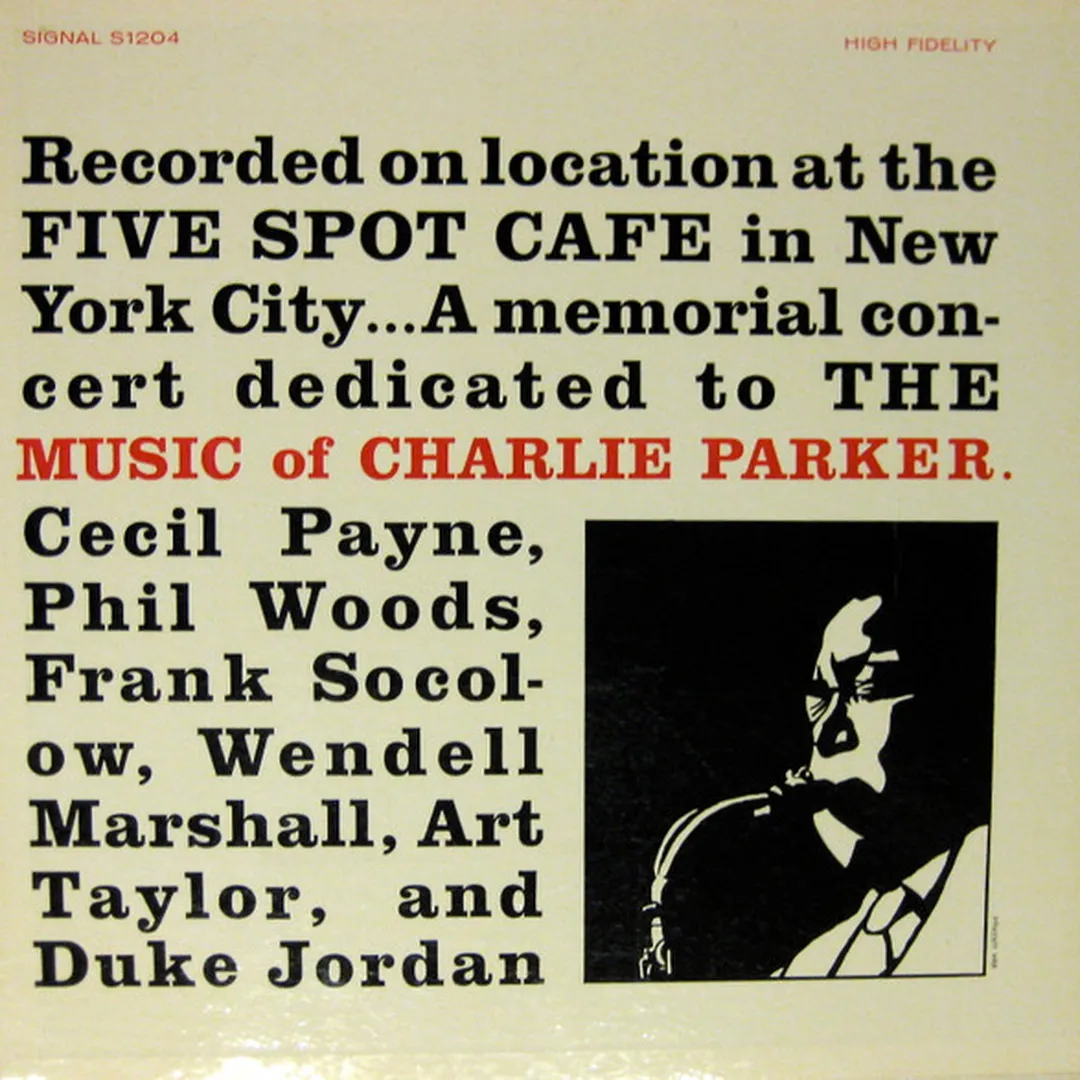 SIGNAL S1204
HIGH FIDELITY
Recorded on location at the
FIVE SPOT CAFE in New
York City...A memorial con-
cert dedicated to THE
MUSIC of CHARLIE PARKER.
Cecil Payne,
Phil Woods,
Frank Socol-
ow, Wendell
Marshall, Art
Taylor, and
Duke Jordan